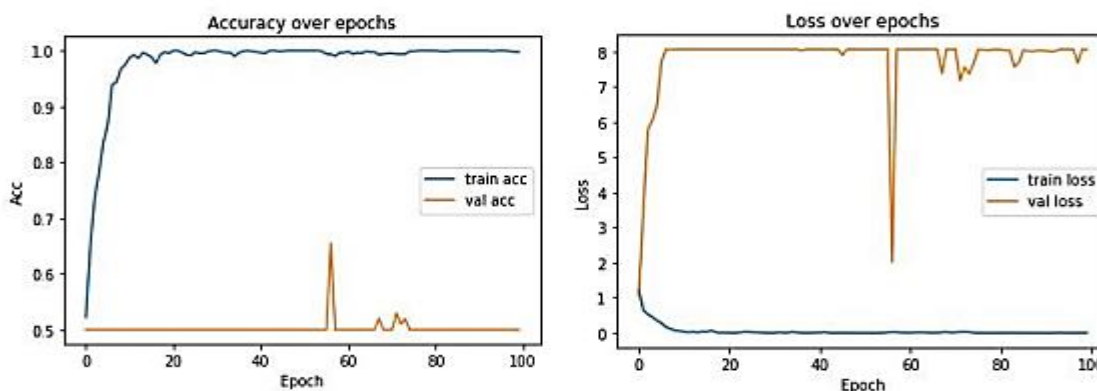 Accuracy over epochs
1.0
0.9
0.8
0.7
0.6
0.5
Acc
train acc
val acc
0 20 40 60 80 100
Epoch
Loss over epochs
8
7
6
5
4
3
2
1
0
Loss
train loss
val loss
0 20 40 60 80 100
Epoch